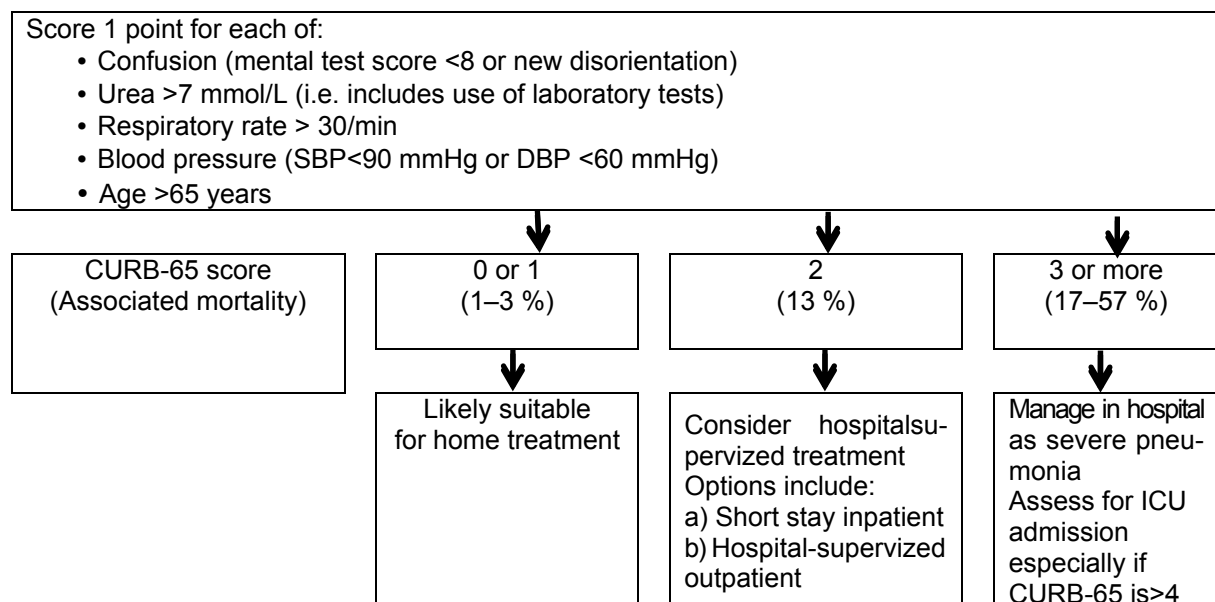 Score 1 point for each of:
• Confusion (mental test score <8 or new disorientation)
• Urea >7 mmol/L (i.e. includes use of laboratory tests)
• Respiratory rate > 30/min
• Blood pressure (SBP<90 mmHg or DBP <60 mmHg)
• Age >65 years
CURB-65 score
(Associated mortality)
0 or 1
(1–3 %)
2
(13 %)
3 or more
(17–57 %)
Likely suitable
for home treatment
Consider hospitalsu-
pervized treatment
Options include:
a) Short stay inpatient
b) Hospital-supervized
outpatient
Manage in hospital
as severe pneu-
monia
Assess for ICU
admission
especially if
CURB-65 is>4